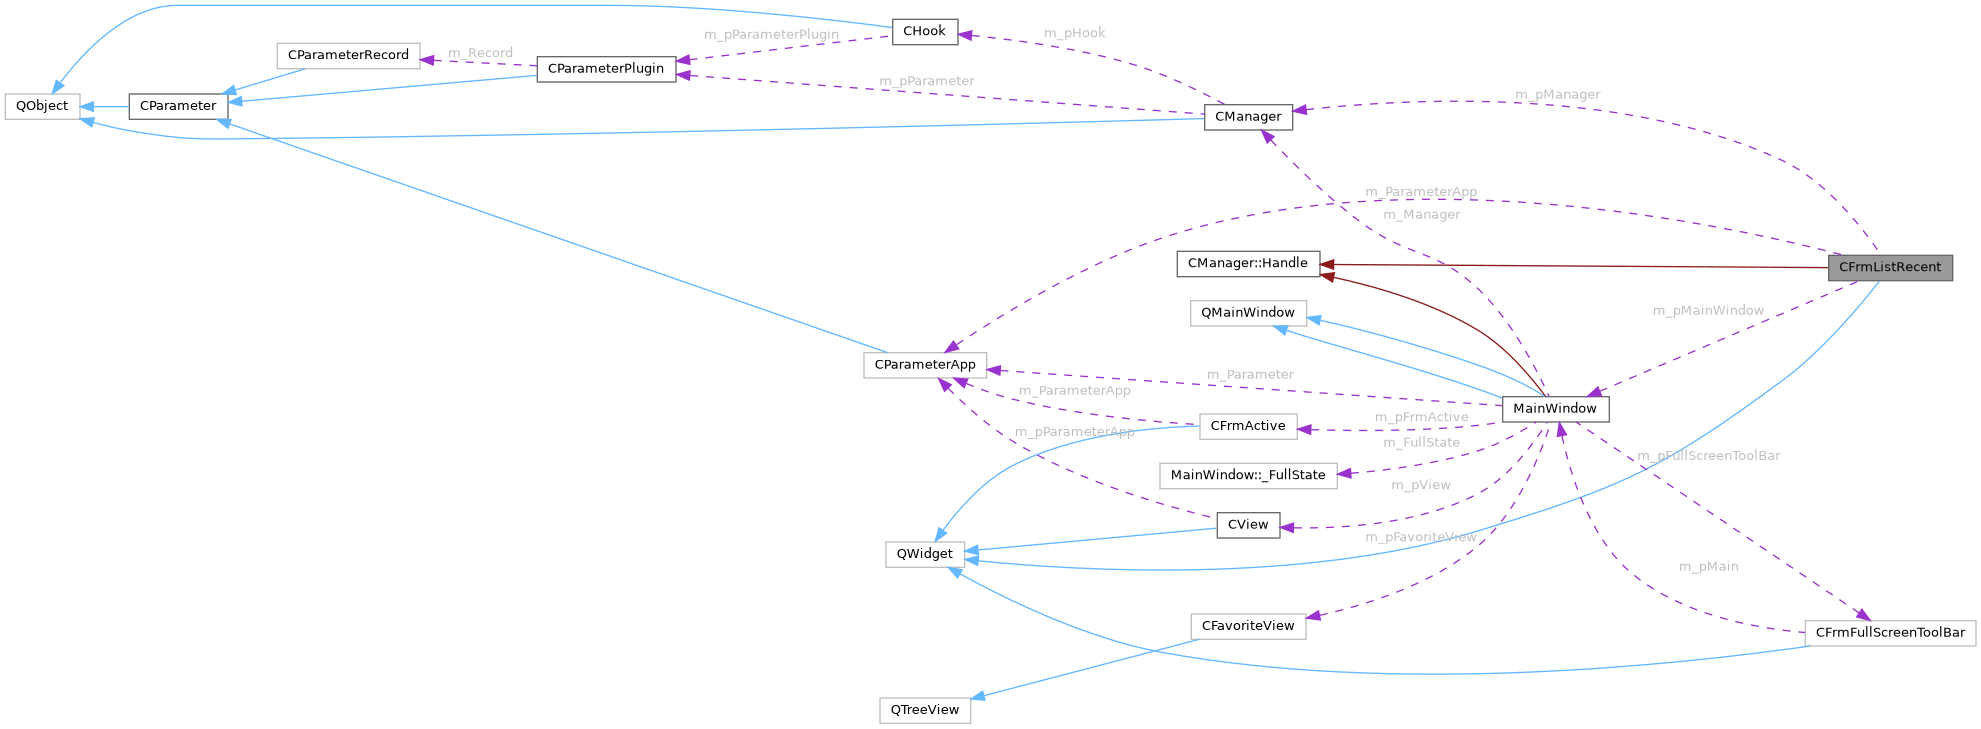 CHook
m_pHook
m_pParameterPlugin
m_Record
CParameterRecord
CParameterPlugin
m_pParameter
m_pManager
QObject
CParameter
CManager
m_ParameterApp
m_Manager
CManager::Handle
CFrmListRecent
QMainWindow
m_pMainWindow
CParameterApp
m_Parameter
m_ParameterApp
MainWindow
m_pFrmActive
CFrmActive
m_pParameterApp
m_FullState
m_pFullScreenToolBar
MainWindow::_FullState
m_pView
CView
m_pFavoriteView
QWidget
m_pMain
CFavoriteView
CFrmFullScreenToolBar
QTreeView